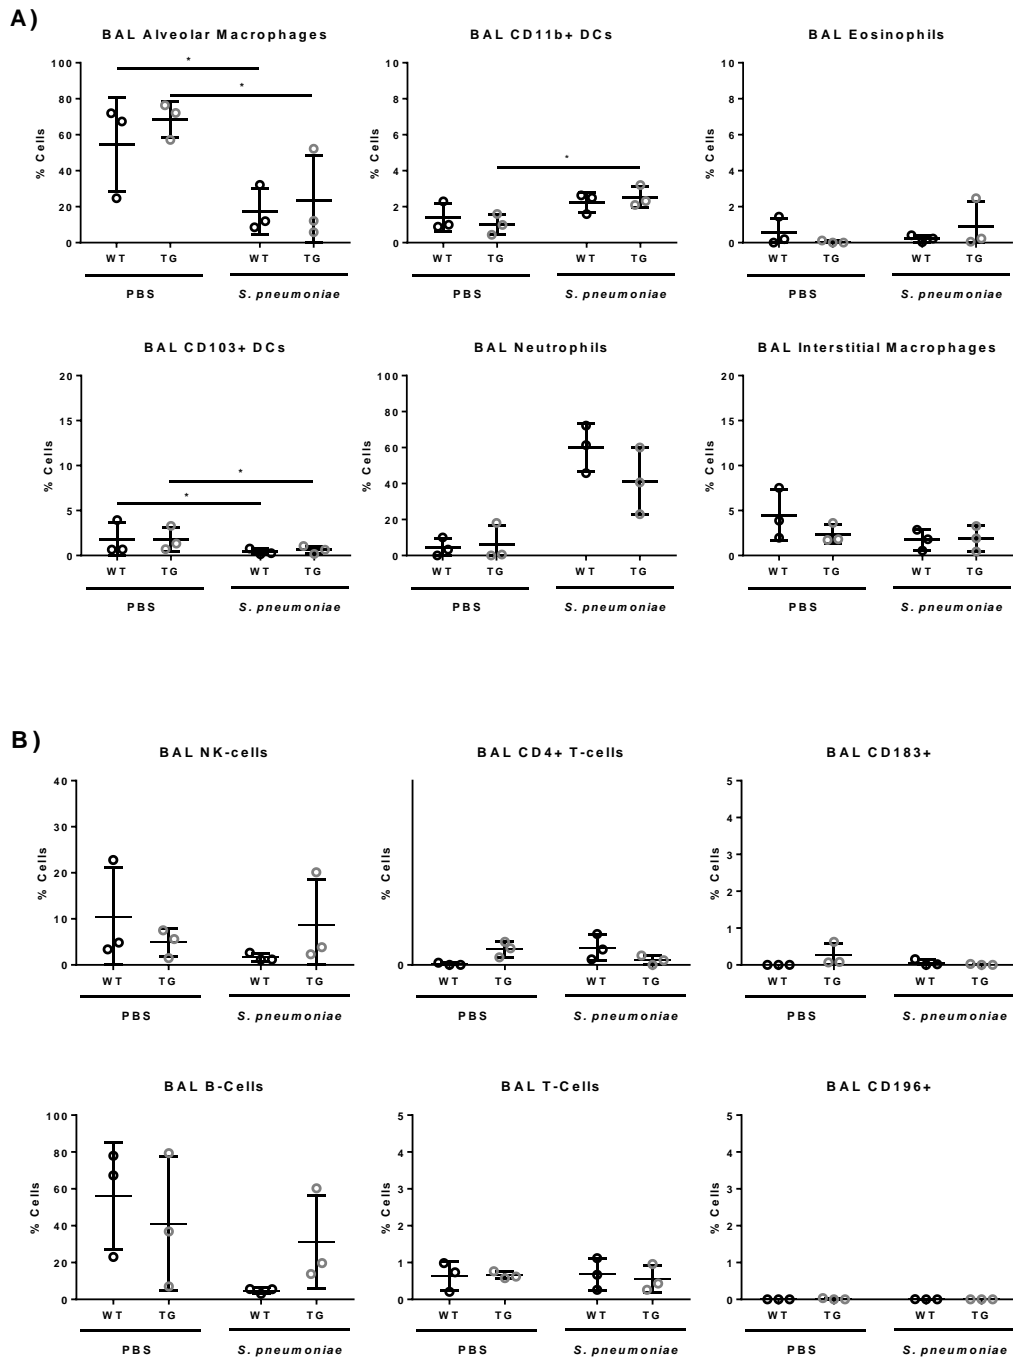 A)
BAL Alveolar Macrophages
% Cells
100
80
60
40
20
0
*
*
WT TG WT TG
PBS S. pneumoniae
BAL CD11b+ DCs
% Cells
10
8
6
4
2
0
*
WT TG WT TG
PBS S. pneumoniae
BAL Eosinophils
% Cells
10
8
6
4
2
0
WT TG WT TG
PBS S. pneumoniae
BAL CD103+ DCs
% Cells
20
15
10
5
0
*
*
WT TG WT TG
PBS S. pneumoniae
BAL Neutrophils
% Cells
100
80
60
40
20
0
WT TG WT TG
PBS S. pneumoniae
BAL Interstitial Macrophages
% Cells
20
15
10
5
0
WT TG WT TG
PBS S. pneumoniae
B)
BAL NK-cells
% Cells
40
30
20
10
0
WT TG WT TG
PBS S. pneumoniae
BAL CD4+ T-cells
% Cells
0
WT TG WT TG
PBS S. pneumoniae
BAL CD183+
% Cells
5
4
3
2
1
0
WT TG WT TG
PBS S. pneumoniae
BAL B-Cells
% Cells
100
80
60
40
20
0
WT TG WT TG
PBS S. pneumoniae
BAL T-Cells
% Cells
5
4
3
2
1
0
WT TG WT TG
PBS S. pneumoniae
BAL CD196+
% Cells
5
4
3
2
1
0
WT TG WT TG
PBS S. pneumoniae